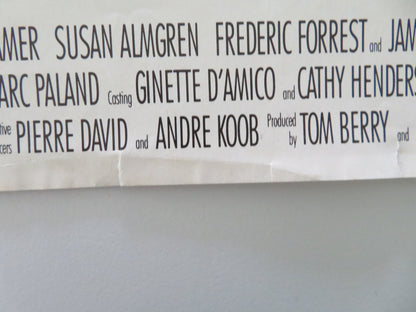 AMER SUSAN ALMGREN FREDERIC FORREST and JAM
ARC PALAND Casting GINETTE D'AMICO and CATHY HENDERS
tive cers PIERRE DAVID and ANDRE KOOB Produced by TOM BERRY and